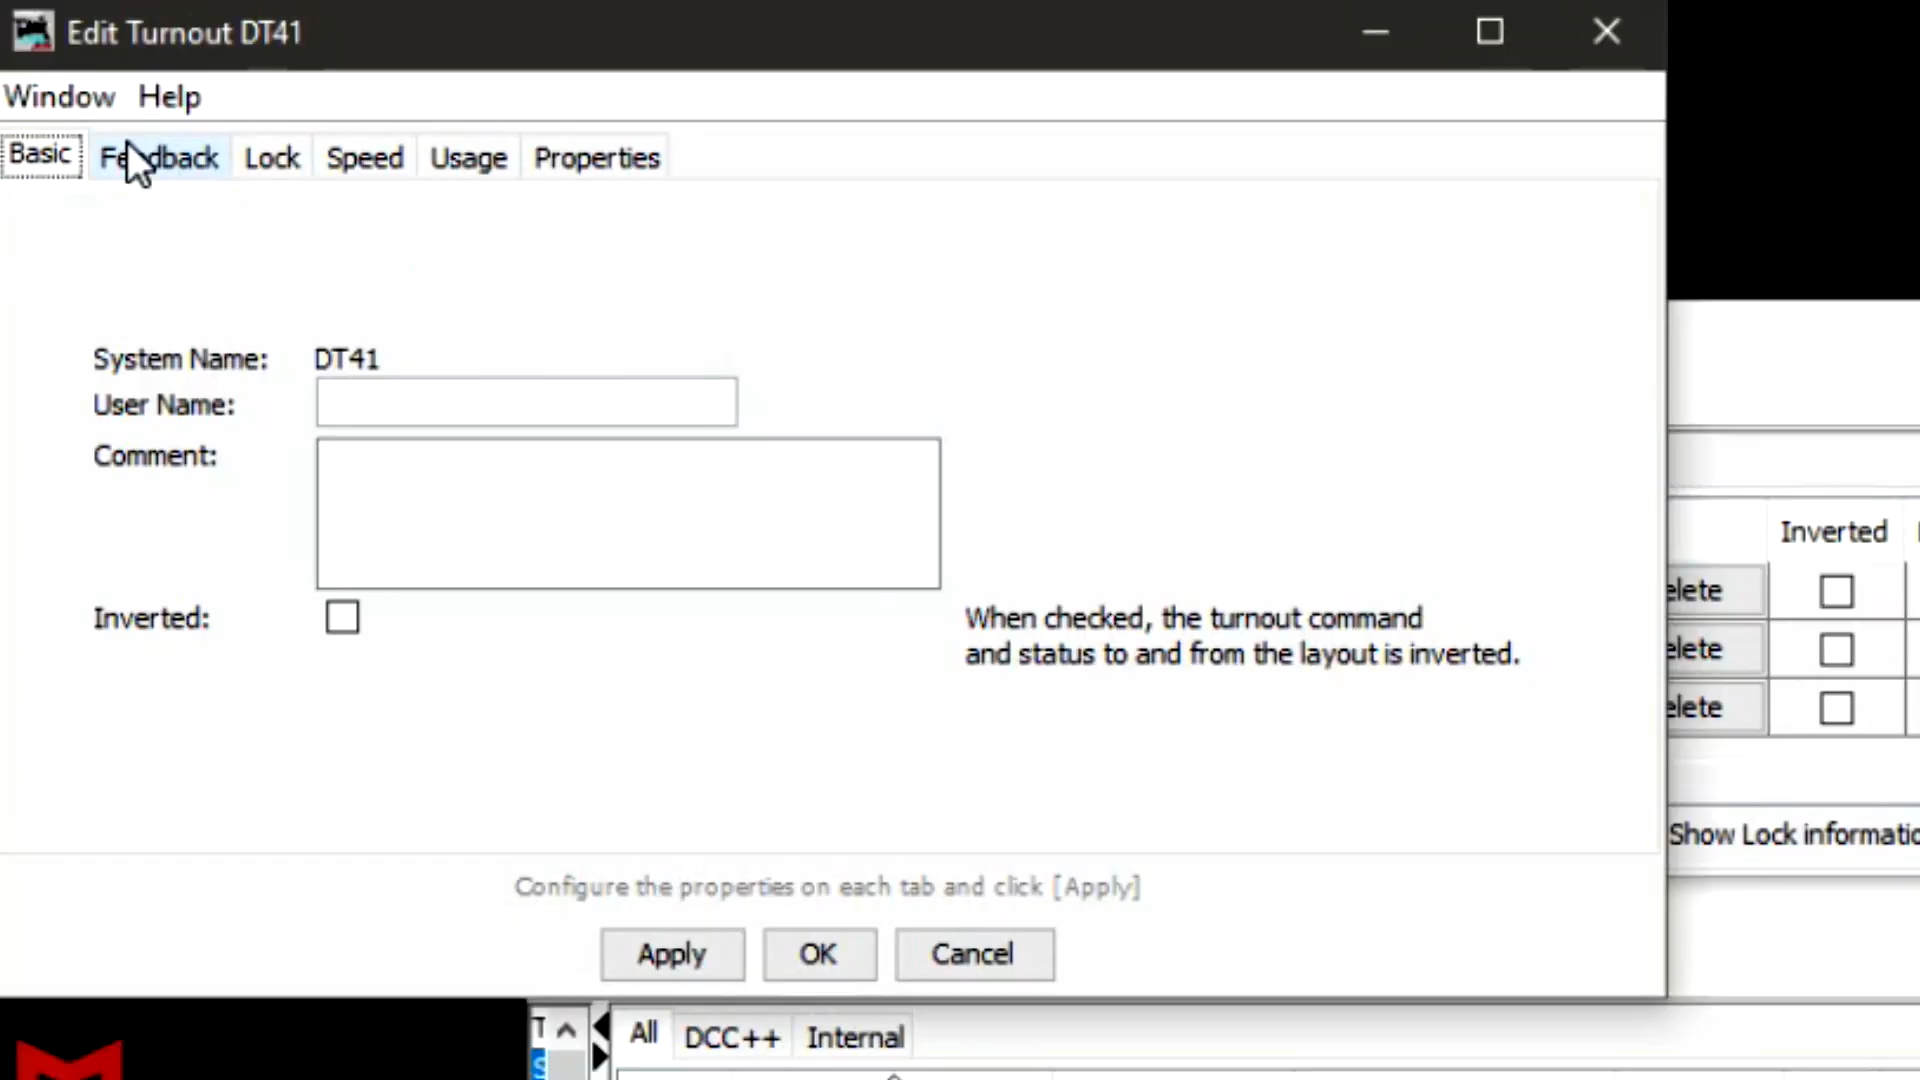 Edit Turnout DT41
Window Help
Basic Feedback Lock Speed Usage Properties
System Name: DT41
User Name:
Comment:
Inverted:
When checked, the turnout command
and status to and from the layout is inverted.
Configure the properties on each tab and click [Apply]
Apply OK Cancel
Inverted
elete
elete
elete
Show Lock informatio
T
S
All DCC++ Internal